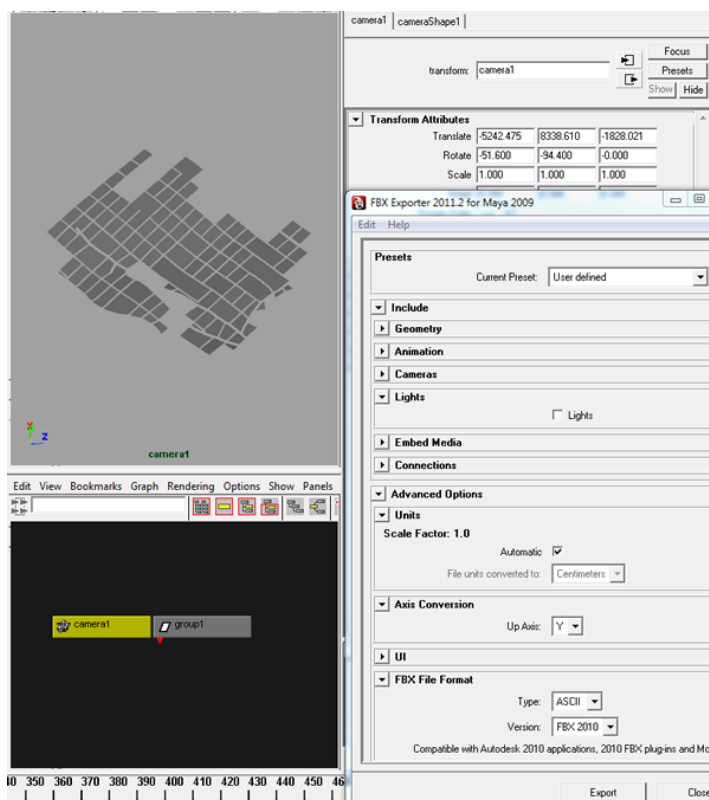 camera1 cameraShape1
Focus
transform: camera1
Presets
Show Hide
Transform Attributes
Translate -5242.475 8338.610 -1828.021
Rotate -51.600 -94.400 -0.000
Scale 1.000 1.000 1.000
FBX Exporter 2011.2 for Maya 2009
Edit Help
Presets
Current Preset: User defined
Include
Geometry
Animation
Cameras
Lights
Lights
Embed Media
Connections
Advanced Options
Units
Scale Factor: 1.0
Automatic
File units converted to: Centimeters
Axis Conversion
Up Axis: Y
UI
FBX File Format
Type: ASCII
Version: FBX 2010
Compatible with Autodesk 2010 applications, 2010 FBX plug-ins and Mo
Export Close
Y
X
Z
camera1
Edit View Bookmarks Graph Rendering Options Show Panels
camera1 group1
350 360 370 380 390 400 410 420 430 440 450 46